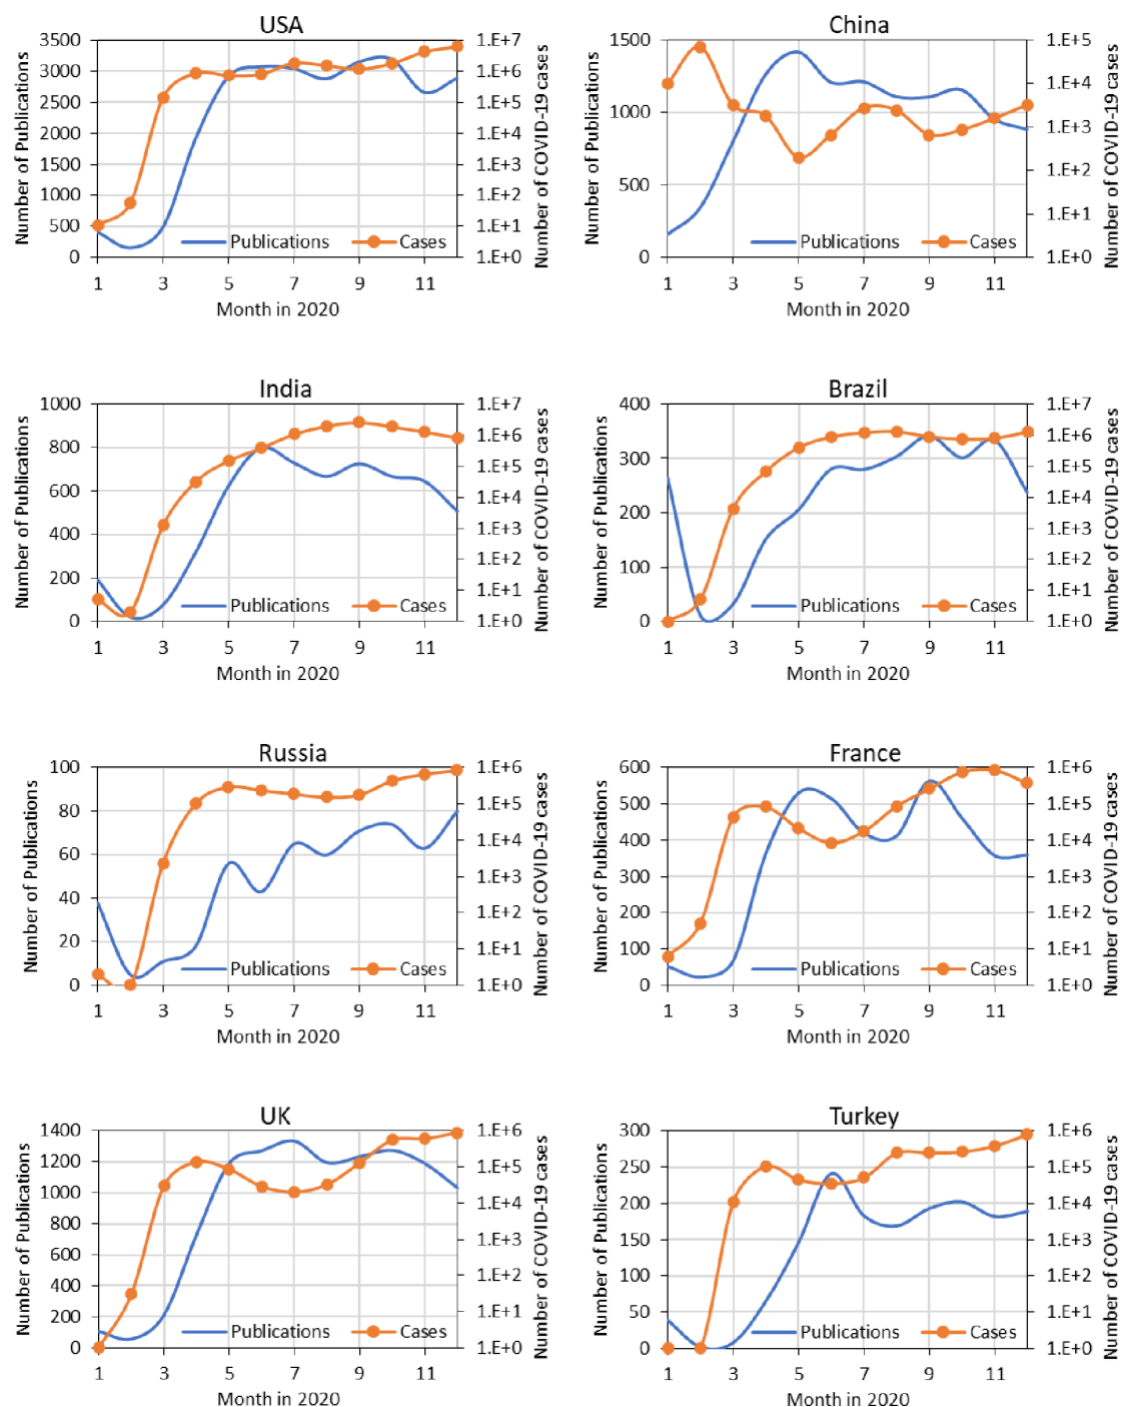 USA
Number of Publications
3500
3000
2500
2000
1500
1000
500
0
1.E+7
1.E+6
1.E+5
1.E+4
1.E+3
1.E+2
1.E+1
1.E+0
Number of COVID-19 cases
Publications Cases
1 3 5 7 9 11
Month in 2020
China
Number of Publications
1500
1000
500
0
1.E+5
1.E+4
1.E+3
1.E+2
1.E+1
1.E+0
Number of COVID-19 cases
Publications Cases
1 3 5 7 9 11
Month in 2020
India
Number of Publications
1000
800
600
400
200
0
1.E+7
1.E+6
1.E+5
1.E+4
1.E+3
1.E+2
1.E+1
1.E+0
Number of COVID-19 cases
Publications Cases
1 3 5 7 9 11
Month in 2020
Brazil
Number of Publications
400
300
200
100
0
1.E+7
1.E+6
1.E+5
1.E+4
1.E+3
1.E+2
1.E+1
1.E+0
Number of COVID-19 cases
Publications Cases
1 3 5 7 9 11
Month in 2020
Russia
Number of Publications
100
80
60
40
20
0
1.E+6
1.E+5
1.E+4
1.E+3
1.E+2
1.E+1
1.E+0
Number of COVID-19 cases
Publications Cases
1 3 5 7 9 11
Month in 2020
France
Number of Publications
600
500
400
300
200
100
0
1.E+6
1.E+5
1.E+4
1.E+3
1.E+2
1.E+1
1.E+0
Number of COVID-19 cases
Publications Cases
1 3 5 7 9 11
Month in 2020
UK
Number of Publications
1400
1200
1000
800
600
400
200
0
1.E+6
1.E+5
1.E+4
1.E+3
1.E+2
1.E+1
1.E+0
Number of COVID-19 cases
Publications Cases
1 3 5 7 9 11
Month in 2020
Turkey
Number of Publications
300
250
200
150
100
50
0
1.E+6
1.E+5
1.E+4
1.E+3
1.E+2
1.E+1
1.E+0
Number of COVID-19 cases
Publications Cases
1 3 5 7 9 11
Month in 2020